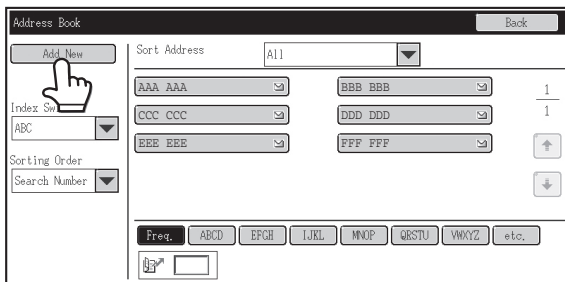 Address Book Back
Add New
Sort Address All
AAA AAA BBB BBB 1
Index Sw
CCC CCC DDD DDD 1
ABC
EEE EEE FFF FFF
Sorting Order
Search Number
Freq. ABCD EFGH IJKL MNOP QRSTU VWXYZ etc.